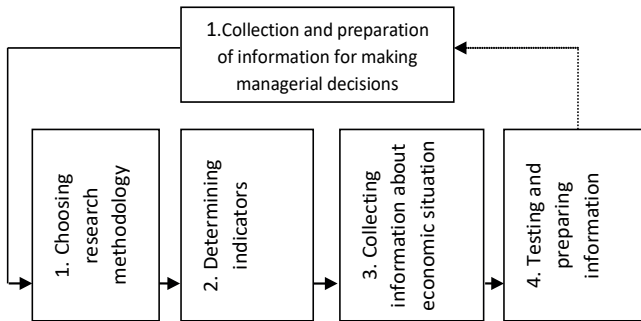 1.Collection and preparation
of information for making
managerial decisions
1. Choosing
research
methodology
2. Determining
indicators
3. Collecting
information about
economic situation
4. Testing and
preparing
information